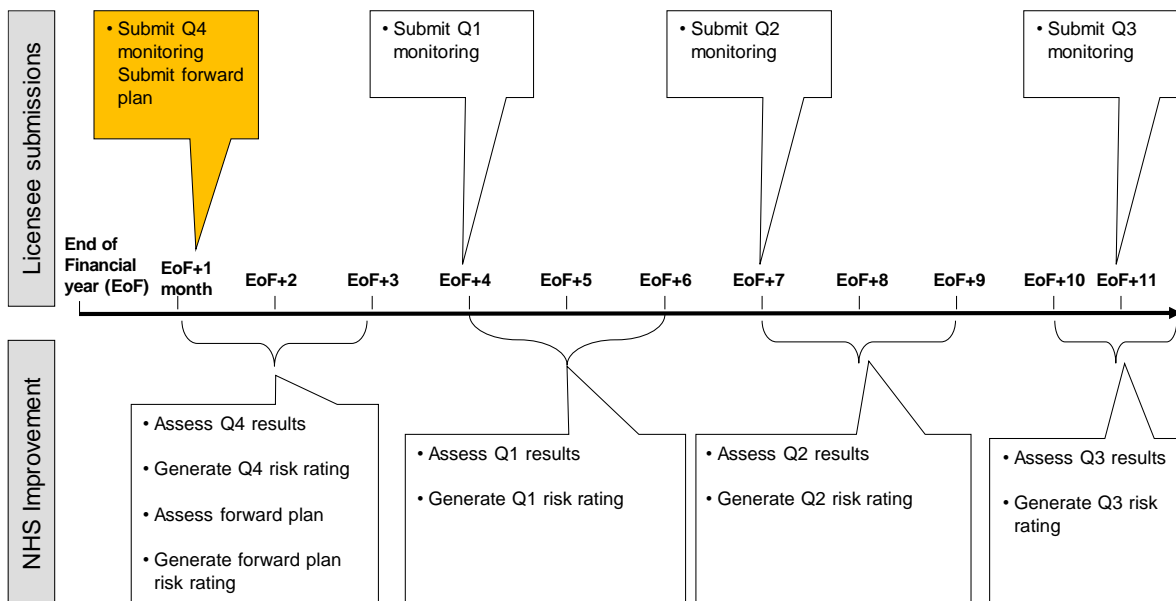 Licensee submissions
• Submit Q4
monitoring
Submit forward
plan
• Submit Q1
monitoring
• Submit Q2
monitoring
• Submit Q3
monitoring
End of
Financial
year (EoF)
EoF+1
month
EoF+2
EoF+3
EoF+4
EoF+5
EoF+6
EoF+7
EoF+8
EoF+9
EoF+10
EoF+11
NHS Improvement
• Assess Q4 results
• Generate Q4 risk rating
• Assess forward plan
• Generate forward plan
risk rating
• Assess Q1 results
• Generate Q1 risk rating
• Assess Q2 results
• Generate Q2 risk rating
• Assess Q3 results
• Generate Q3 risk
rating